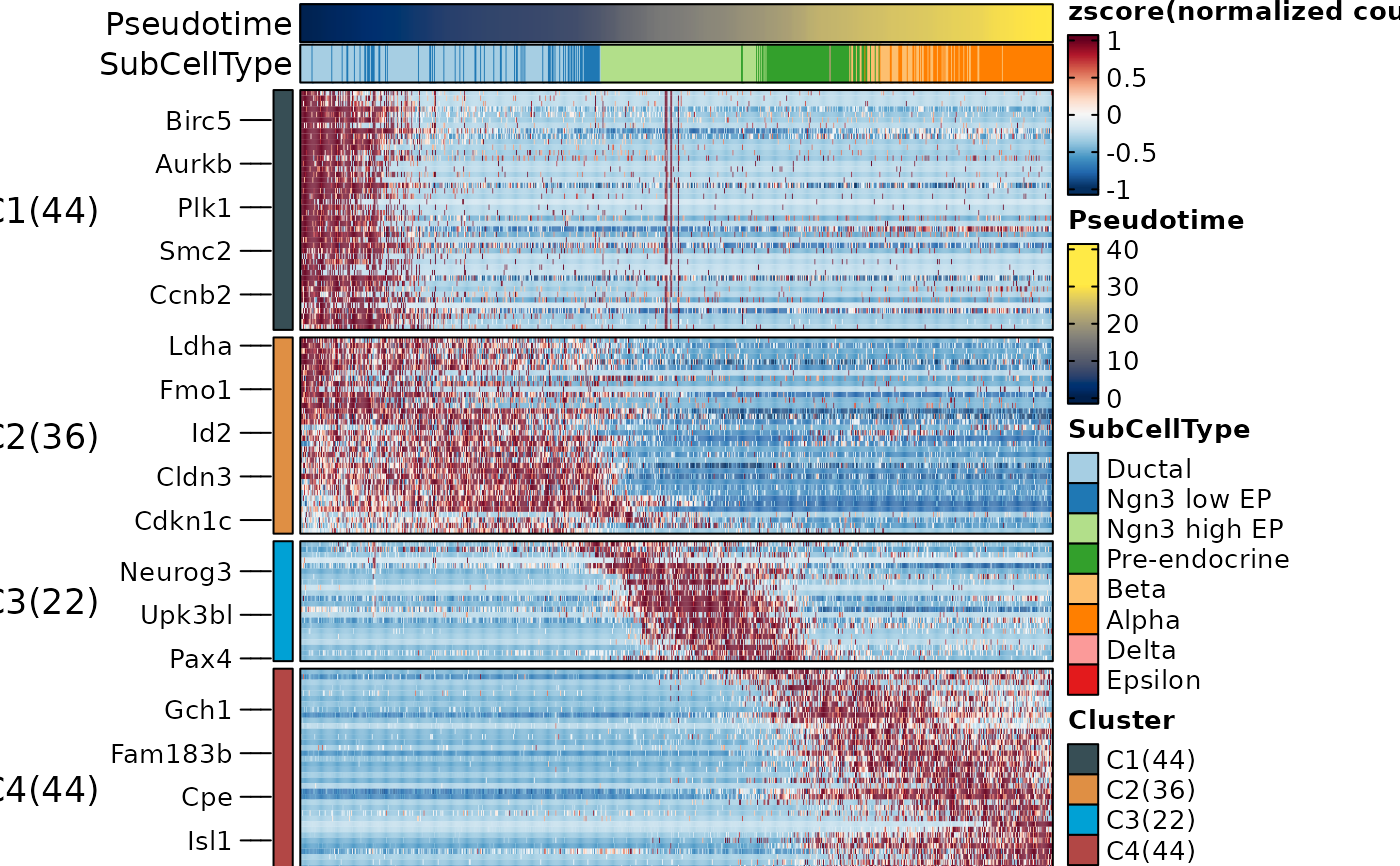 Pseudotime
SubCellType
C1(44)
Birc5
Aurkb
Plk1
Smc2
Ccnb2
C2(36)
Ldha
Fmo1
Id2
Cldn3
Cdkn1c
C3(22)
Neurog3
Upk3bl
Pax4
C4(44)
Gch1
Fam183b
Cpe
Isl1
zscore(normalized cou
1
0.5
0
-0.5
-1
Pseudotime
40
30
20
10
0
SubCellType
Ductal
Ngn3 low EP
Ngn3 high EP
Pre-endocrine
Beta
Alpha
Delta
Epsilon
Cluster
C1(44)
C2(36)
C3(22)
C4(44)